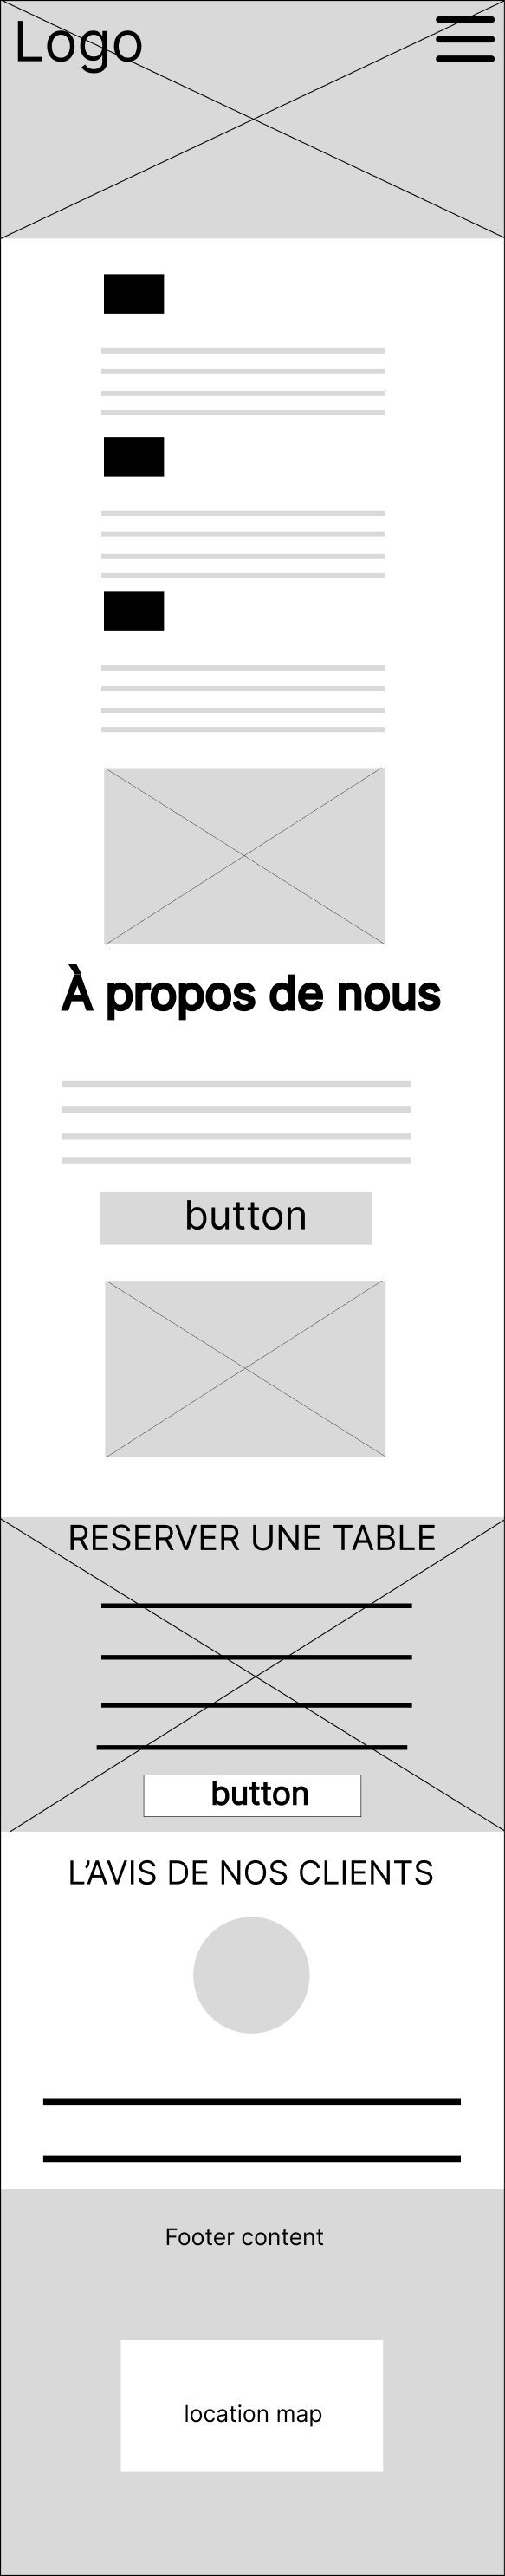 Logo
À propos de nous
button
RESERVER UNE TABLE
button
L’AVIS DE NOS CLIENTS
Footer content
location map